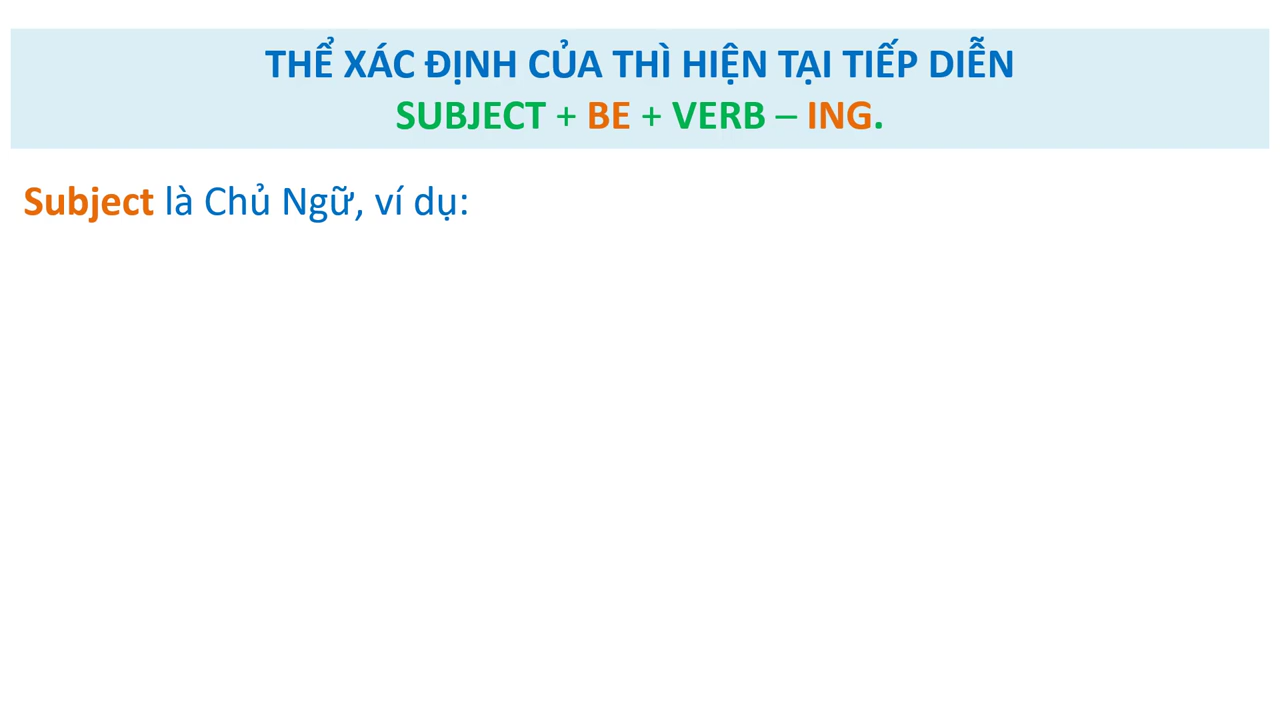 THỂ XÁC ĐỊNH CỦA THÌ HIỆN TẠI TIẾP DIỄN
SUBJECT + BE + VERB – ING.
Subject là Chủ Ngữ, ví dụ: